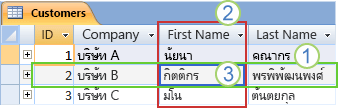 2
Customers
ID Company First Name Last Name
1 บริษัท A นัยนา คณากร 1
2 บริษัท B กิตติกร 3 พรพิพัฒนพงศ์
3 บริษัท C มโน ตันตยกุล